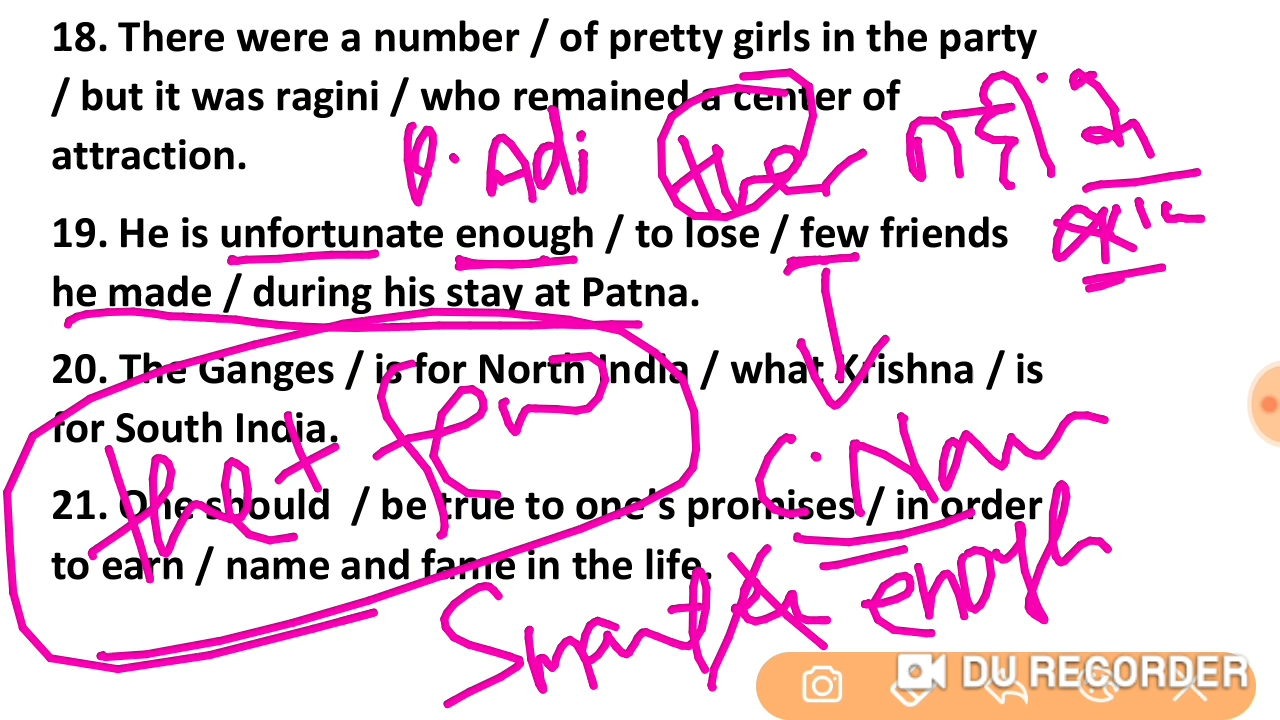 18. There were a number / of pretty girls in the party
/ but it was ragini / who remained a center of
attraction.
P. Adi the
19. He is unfortunate enough / to lose / few friends
he made / during his stay at Patna.
20. The Ganges / is for North India / what Krishna / is
for South India.
the + few
C. Noun
21. One should / be true to one's promises / in order
to earn / name and fame in the life.
Smart enough
DU RECORDER